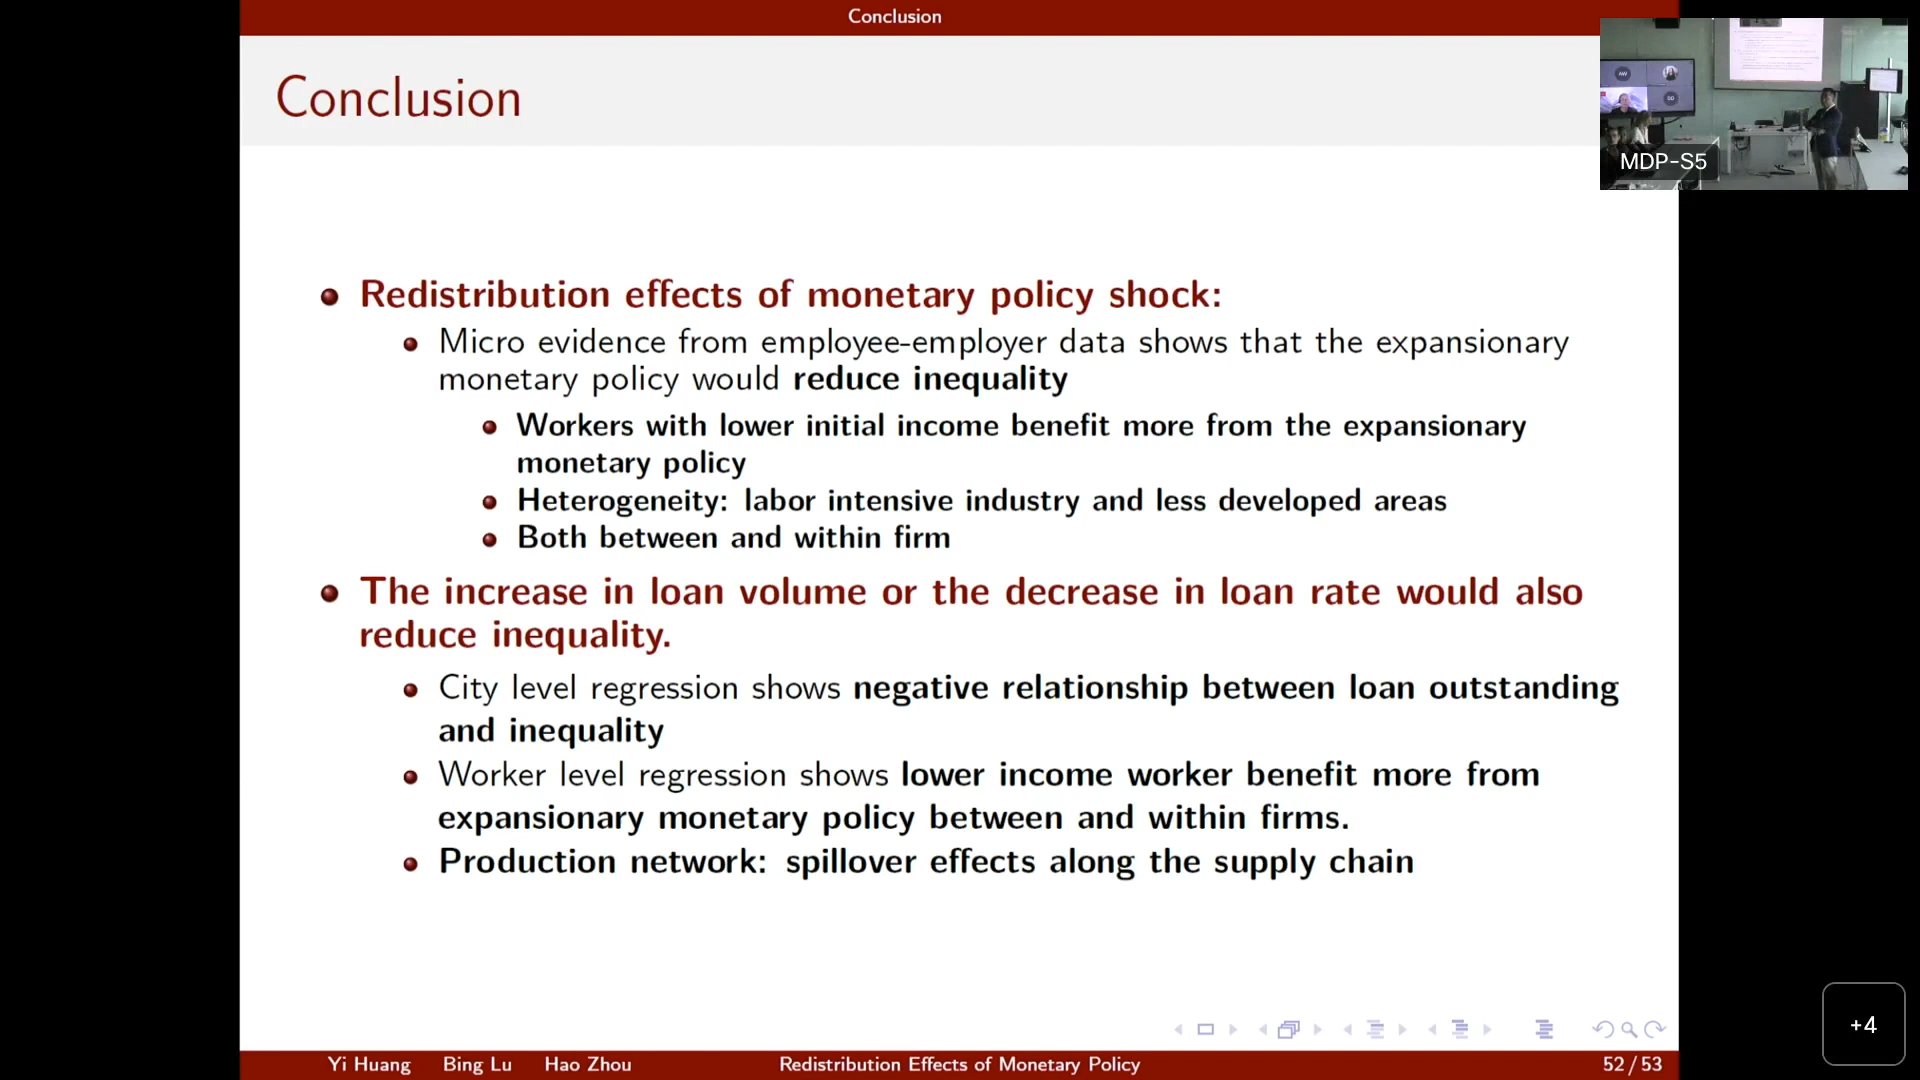 Conclusion
Conclusion
MDP-S5
Redistribution effects of monetary policy shock:
Micro evidence from employee-employer data shows that the expansionary
monetary policy would reduce inequality
Workers with lower initial income benefit more from the expansionary
monetary policy
Heterogeneity: labor intensive industry and less developed areas
Both between and within firm
The increase in loan volume or the decrease in loan rate would also
reduce inequality.
City level regression shows negative relationship between loan outstanding
and inequality
Worker level regression shows lower income worker benefit more from
expansionary monetary policy between and within firms.
Production network: spillover effects along the supply chain
+4
Yi Huang Bing Lu Hao Zhou Redistribution Effects of Monetary Policy 52 / 53